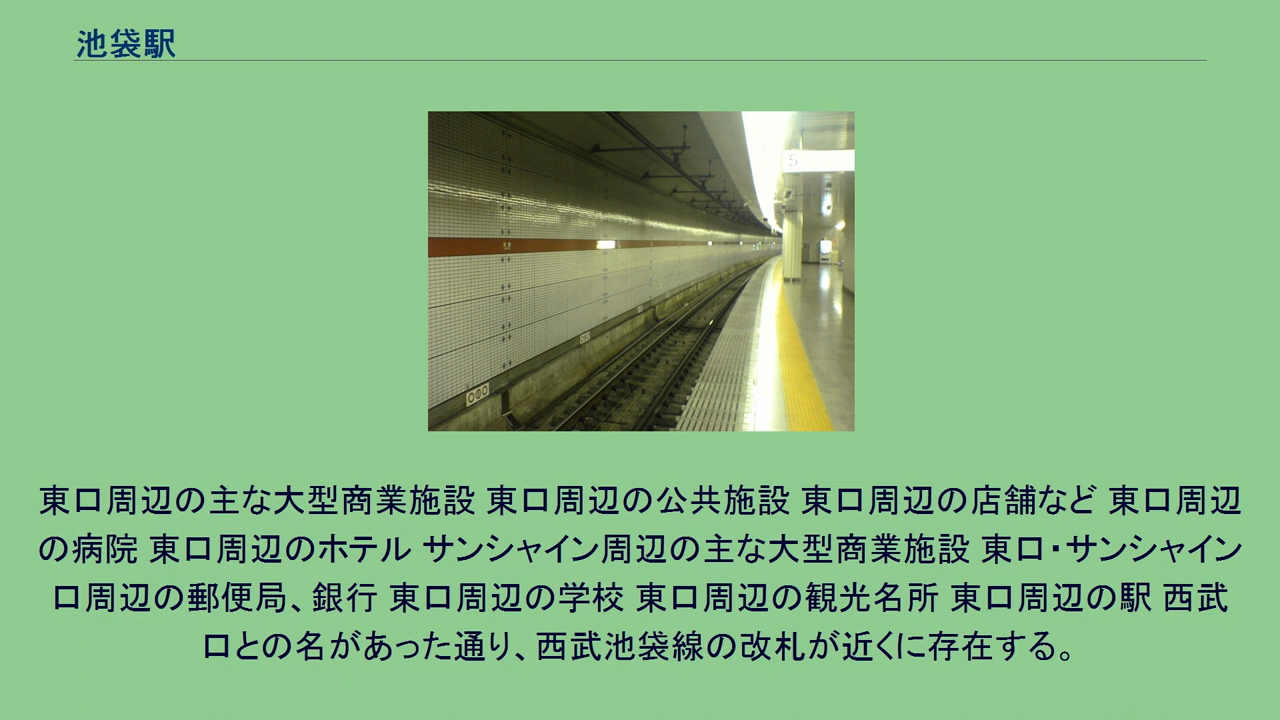 池袋駅
5
東口周辺の主な大型商業施設 東口周辺の公共施設 東口周辺の店舗など 東口周辺
の病院 東口周辺のホテル サンシャイン周辺の主な大型商業施設 東口・サンシャイン
口周辺の郵便局、銀行 東口周辺の学校 東口周辺の観光名所 東口周辺の駅 西武
口との名があった通り、西武池袋線の改札が近くに存在する。